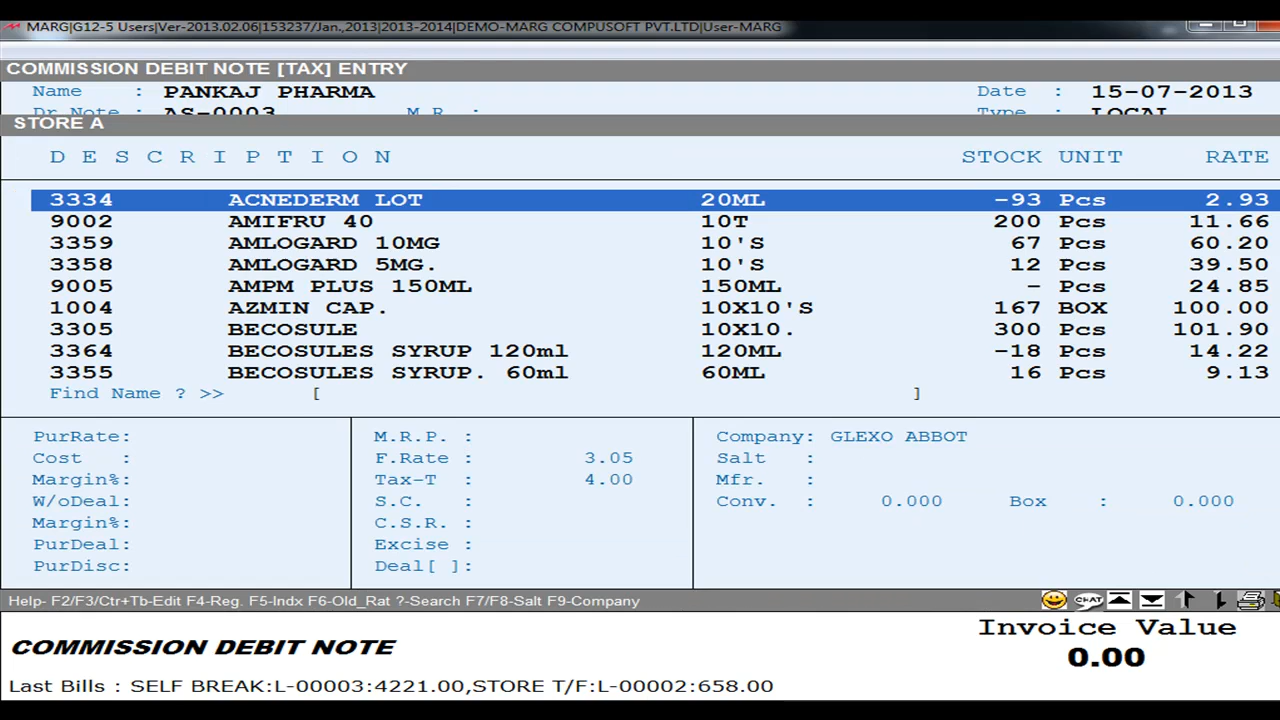 MARG|G12-5 Users|Ver-2013.02.06|153237/Jan.,2013|2013-2014|DEMO-MARG COMPUSOFT PVT.LTD|User-MARG
COMMISSION DEBIT NOTE [TAX] ENTRY
Name : PANKAJ PHARMA Date : 15-07-2013
Dr.Note : AS-0003 M.R. : Type : LOCAL
STORE A
D E S C R I P T I O N STOCK UNIT RATE
3334 ACNEDERM LOT 20ML -93 Pcs 2.93
9002 AMIFRU 40 10T 200 Pcs 11.66
3359 AMLOGARD 10MG 10'S 67 Pcs 60.20
3358 AMLOGARD 5MG. 10'S 12 Pcs 39.50
9005 AMPM PLUS 150ML 150ML - Pcs 24.85
1004 AZMIN CAP. 10X10'S 167 BOX 100.00
3305 BECOSULE 10X10. 300 Pcs 101.90
3364 BECOSULES SYRUP 120ml 120ML -18 Pcs 14.22
3355 BECOSULES SYRUP. 60ml 60ML 16 Pcs 9.13
Find Name ? >> [ ]
PurRate: M.R.P. : Company: GLEXO ABBOT
Cost : F.Rate : 3.05 Salt :
Margin%: Tax-T : 4.00 Mfr. :
W/oDeal: S.C. : Conv. : 0.000 Box : 0.000
Margin%: C.S.R. :
PurDeal: Excise :
PurDisc: Deal[ ]:
Help- F2/F3/Ctr+Tb-Edit F4-Reg. F5-Indx F6-Old_Rat ?-Search F7/F8-Salt F9-Company
CHAT
Invoice Value
COMMISSION DEBIT NOTE 0.00
Last Bills : SELF BREAK:L-00003:4221.00,STORE T/F:L-00002:658.00